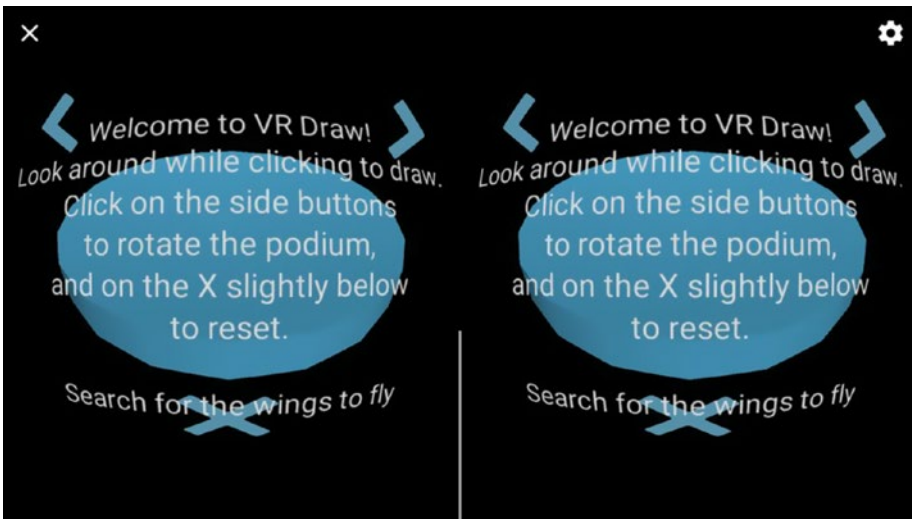 Welcome to VR Draw!
Look around while clicking to draw.
Click on the side buttons
to rotate the podium,
and on the X slightly below
to reset.
Search for the wings to fly
Welcome to VR Draw!
Look around while clicking to draw.
Click on the side buttons
to rotate the podium,
and on the X slightly below
to reset.
Search for the wings to fly